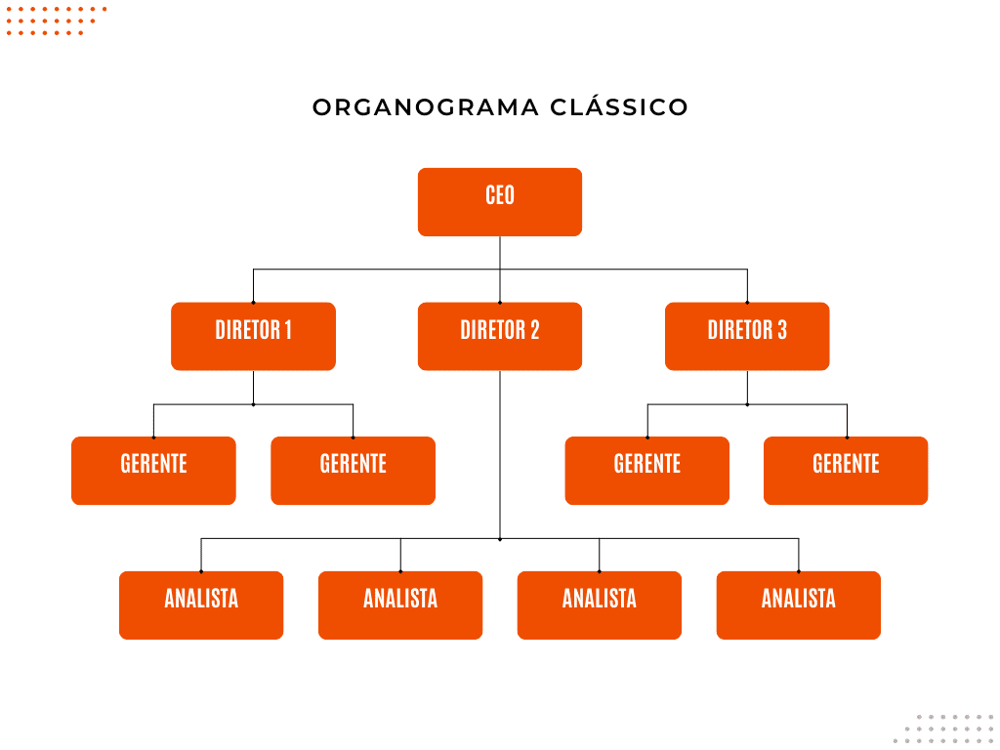 ORGANOGRAMA CLÁSSICO
CEO
DIRETOR 1
DIRETOR 2
DIRETOR 3
GERENTE
GERENTE
GERENTE
GERENTE
ANALISTA
ANALISTA
ANALISTA
ANALISTA